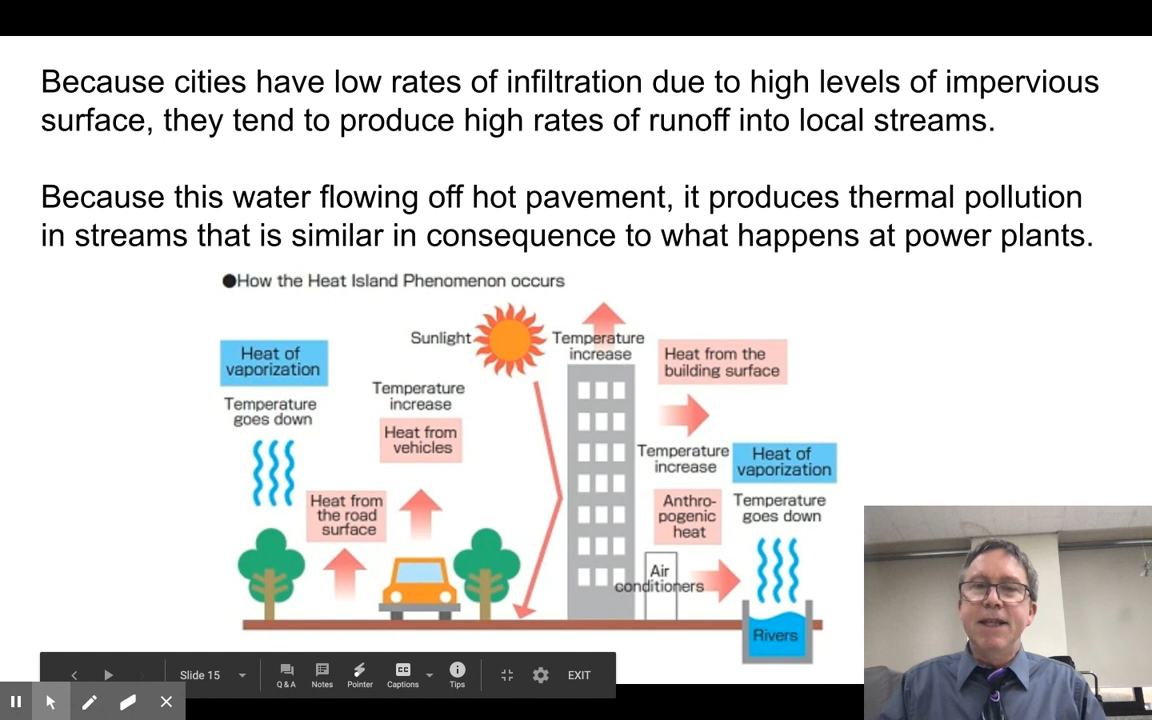 Because cities have low rates of infiltration due to high levels of impervious
surface, they tend to produce high rates of runoff into local streams.
Because this water flowing off hot pavement, it produces thermal pollution
in streams that is similar in consequence to what happens at power plants.
●How the Heat Island Phenomenon occurs
Sunlight
Temperature
increase
Heat of
vaporization
Temperature
goes down
Temperature
increase
Heat from
vehicles
Heat from the
building surface
Temperature
increase
Heat of
vaporization
Heat from
the road
surface
Anthro-
pogenic
heat
Temperature
goes down
Air
conditioners
Rivers
Slide 15
Q & A
Notes
Pointer
CC
Captions
Tips
EXIT